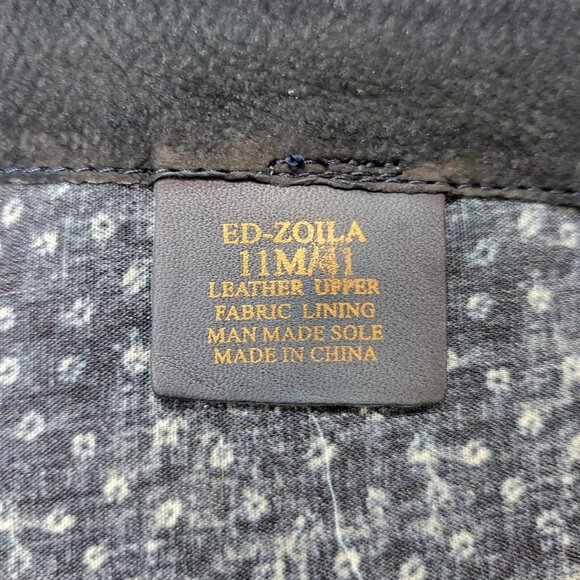 ED-ZOILA
11M/41
LEATHER UPPER
FABRIC LINING
MAN MADE SOLE
MADE IN CHINA